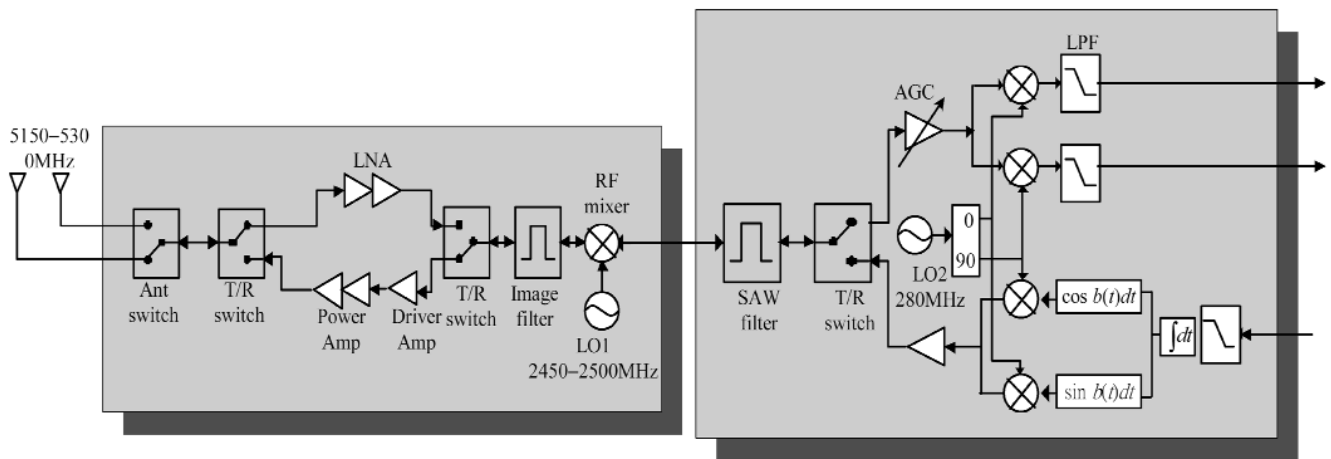 5150–530
0MHz
LNA
RF
mixer
Ant
switch
T/R
switch
Power
Amp
Driver
Amp
T/R
switch
Image
filter
LO1
2450–2500MHz
LPF
AGC
SAW
filter
T/R
switch
LO2
280MHz
0
90
cos b(t)dt
∫dt
sin b(t)dt